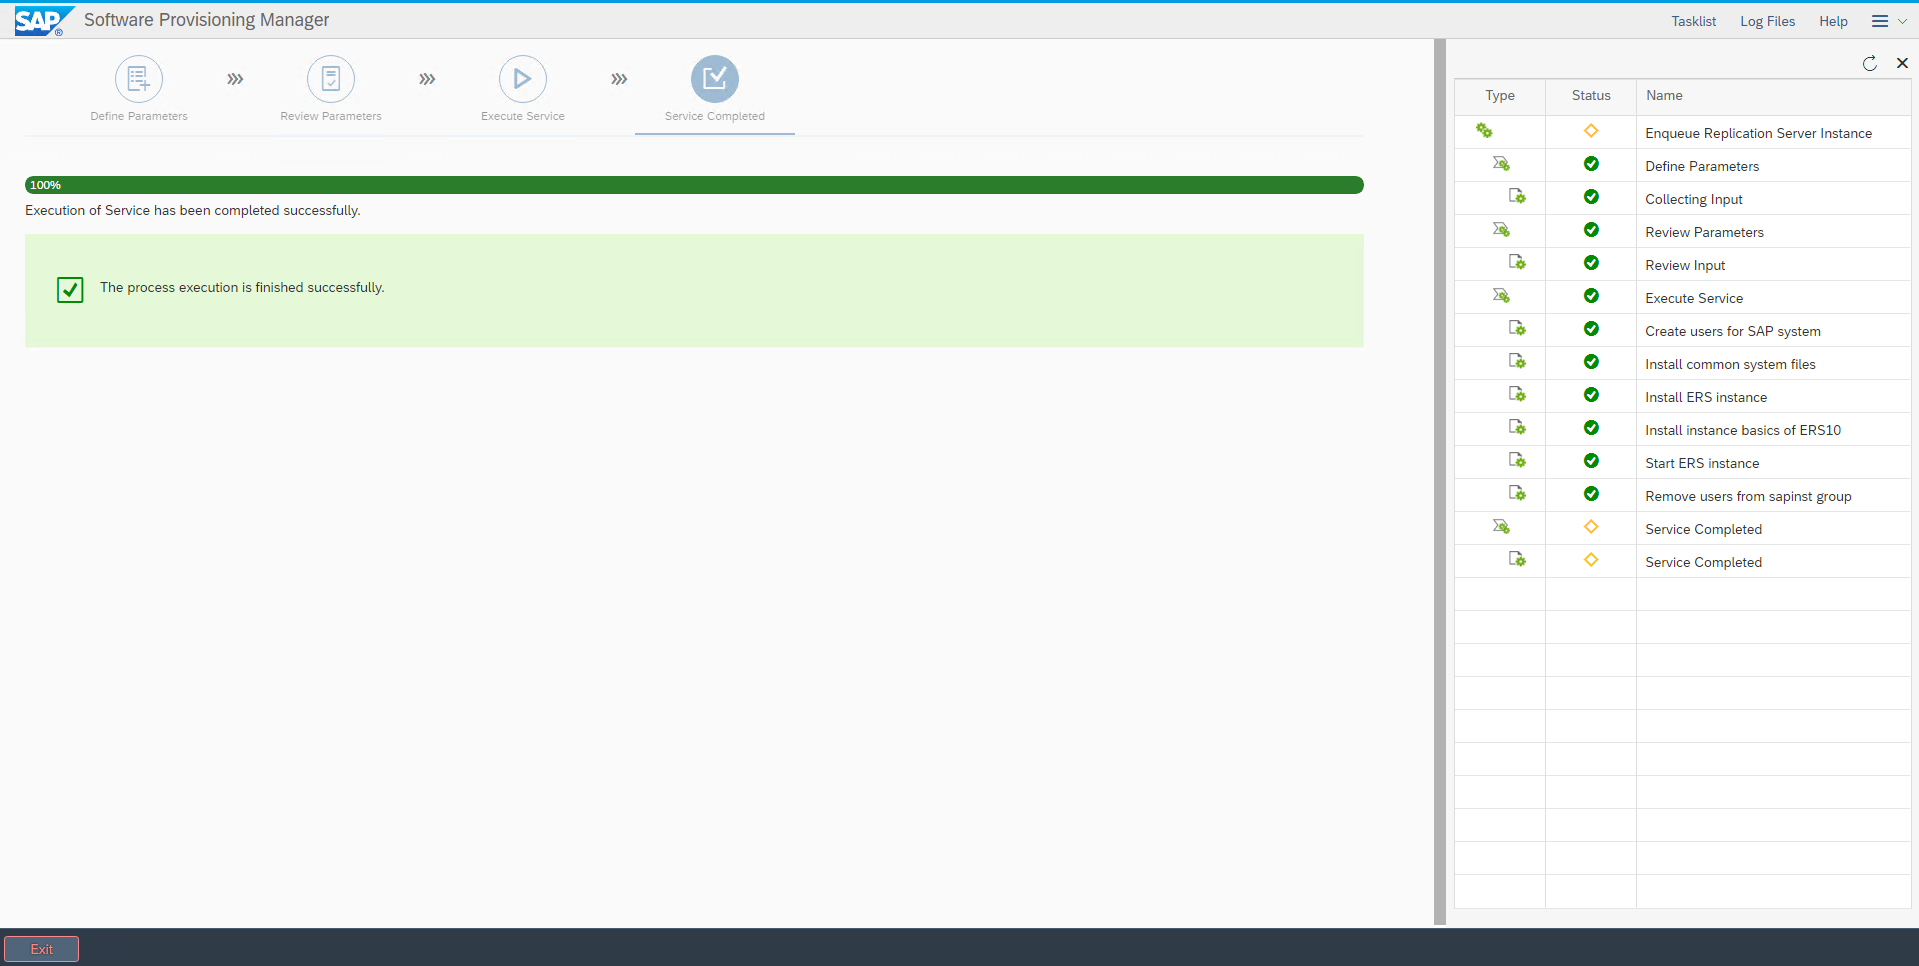 SAP ® Software Provisioning Manager
Tasklist Log Files Help
Define Parameters Review Parameters Execute Service Service Completed
100%
Execution of Service has been completed successfully.
The process execution is finished successfully.
Type Status Name
Enqueue Replication Server Instance
Define Parameters
Collecting Input
Review Parameters
Review Input
Execute Service
Create users for SAP system
Install common system files
Install ERS instance
Install instance basics of ERS10
Start ERS instance
Remove users from sapinst group
Service Completed
Service Completed
Exit